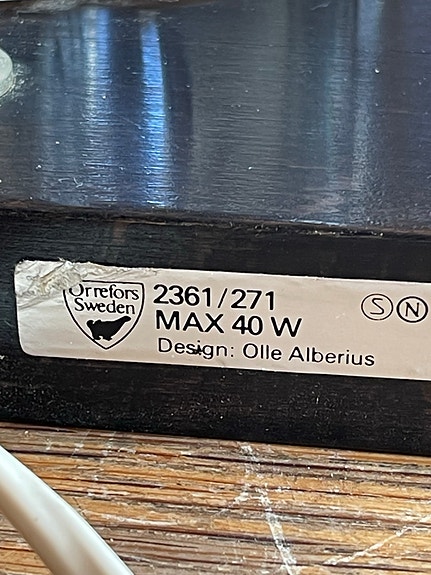 Orrefors
Sweden
2361/271
MAX 40 W
Design: Olle Alberius
S N